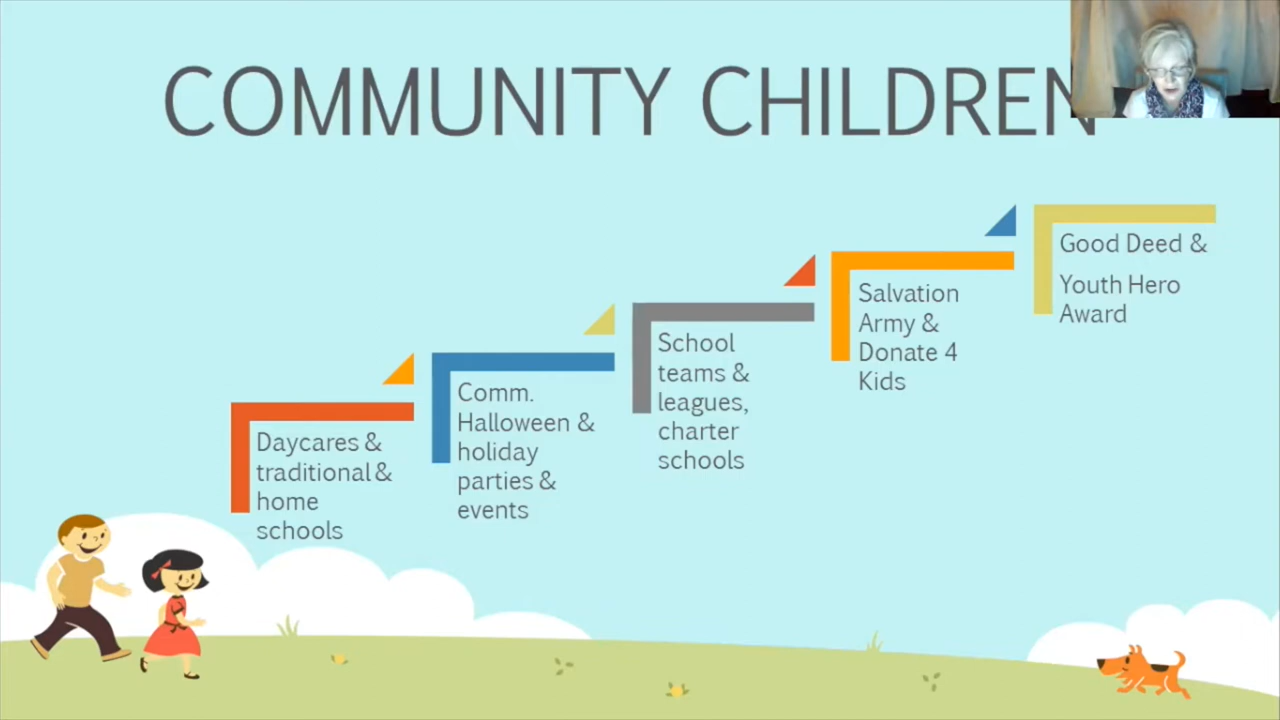 COMMUNITY CHILDREN
Daycares &
traditional &
home
schools
Comm.
Halloween &
holiday
parties &
events
School
teams &
leagues,
charter
schools
Salvation
Army &
Donate 4
Kids
Good Deed &
Youth Hero
Award